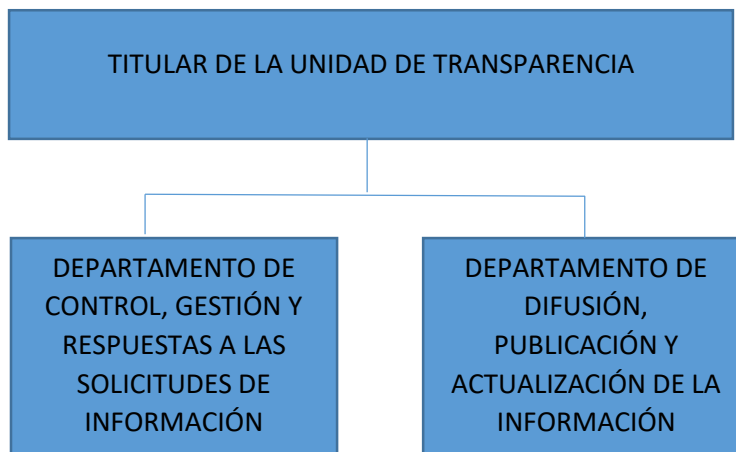 TITULAR DE LA UNIDAD DE TRANSPARENCIA
DEPARTAMENTO DE
CONTROL, GESTIÓN Y
RESPUESTAS A LAS
SOLICITUDES DE
INFORMACIÓN
DEPARTAMENTO DE
DIFUSIÓN,
PUBLICACIÓN Y
ACTUALIZACIÓN DE LA
INFORMACIÓN